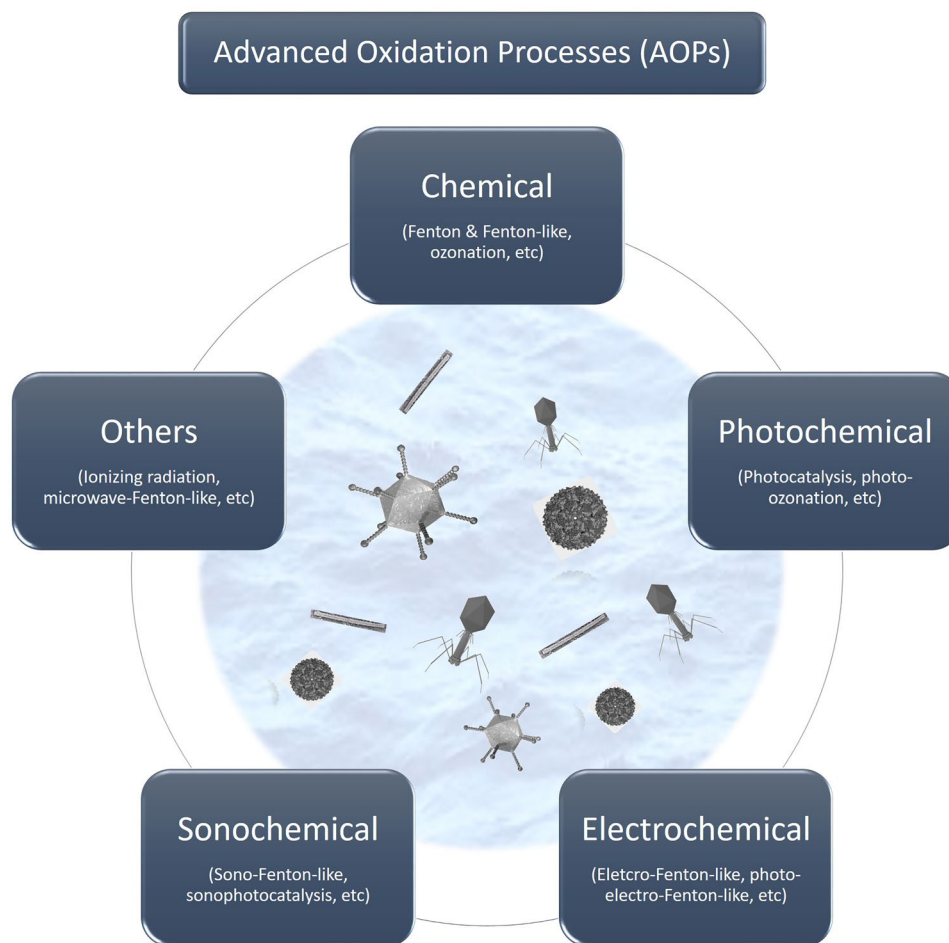 Advanced Oxidation Processes (AOPs)
Chemical
(Fenton & Fenton-like,
ozonation, etc)
Others
(Ionizing radiation,
microwave-Fenton-like, etc)
Photochemical
(Photocatalysis, photo-
ozonation, etc)
Sonochemical
(Sono-Fenton-like,
sonophotocatalysis, etc)
Electrochemical
(Eletcro-Fenton-like, photo-
electro-Fenton-like, etc)